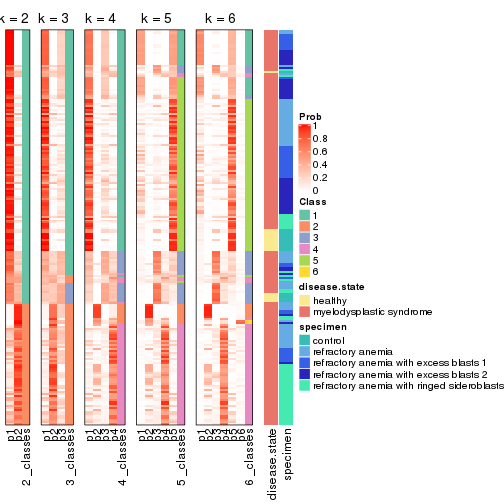 k = 2 k = 3 k = 4 k = 5 k = 6
Prob
1
0.8
0.6
0.4
0.2
0
Class
1
2
3
4
5
6
disease.state
healthy
myelodysplastic syndrome
specimen
control
refractory anemia
refractory anemia with excess blasts 1
refractory anemia with excess blasts 2
refractory anemia with ringed sideroblasts
p1
p2
2_classes
p1
p2
p3
3_classes
p1
p2
p3
p4
4_classes
p1
p2
p3
p4
p5
5_classes
p1
p2
p3
p4
p5
p6
6_classes
disease.state
specimen